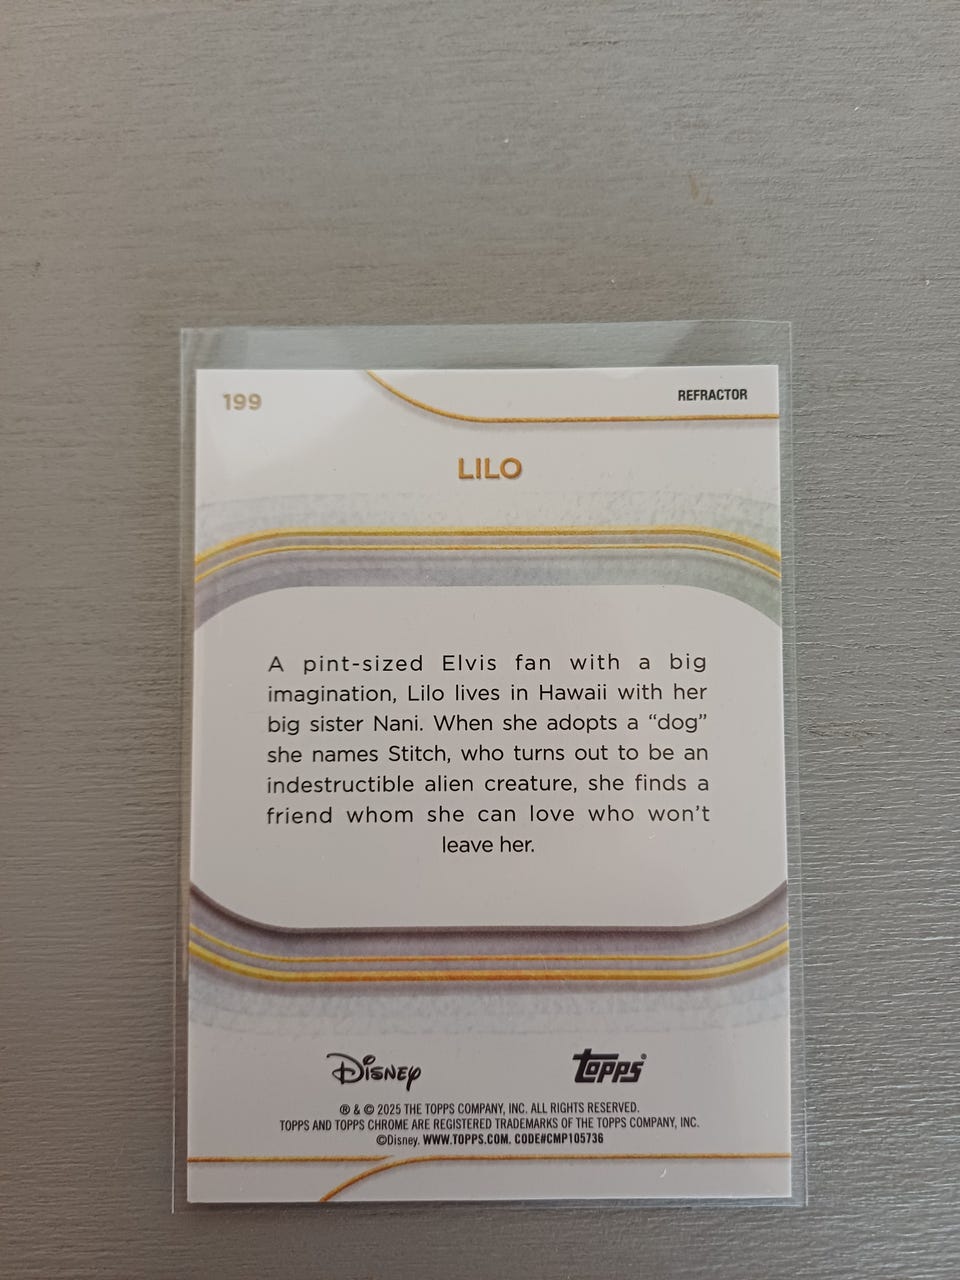 199
REFRACTOR
LILO
A pint-sized Elvis fan with a big
imagination, Lilo lives in Hawaii with her
big sister Nani. When she adopts a “dog”
she names Stitch, who turns out to be an
indestructible alien creature, she finds a
friend whom she can love who won’t
leave her.
Disney
Topps®
® & © 2025 THE TOPPS COMPANY, INC. ALL RIGHTS RESERVED.
TOPPS AND TOPPS CHROME ARE REGISTERED TRADEMARKS OF THE TOPPS COMPANY, INC.
©Disney. WWW.TOPPS.COM. CODE#CMP105736